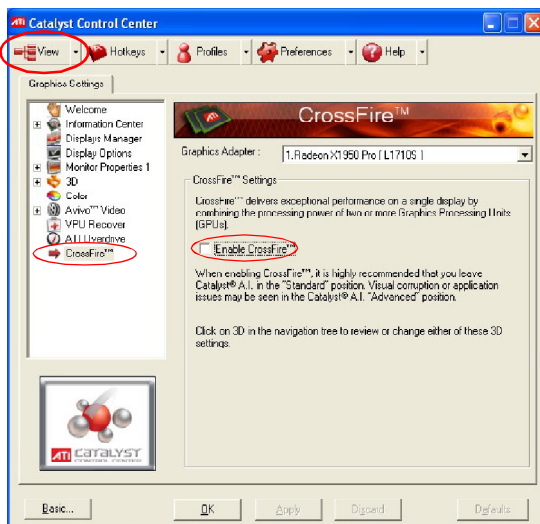 ATI Catalyst Control Center
View Hotkeys Profiles Preferences Help
Graphics Settings
Welcome
Information Center
Displays Manager
Display Options
Monitor Properties 1
3D
Color
Avivo™ Video
VPU Recover
ATI Overdrive
CrossFire™
CrossFire™
Graphics Adapter :
1.Radeon X1950 Pro [ L1710S ]
CrossFire™ Settings
CrossFire™ delivers exceptional performance on a single display by
combining the processing power of two or more Graphics Processing Units
(GPUs).
Enable CrossFire™
When enabling CrossFire™, it is highly recommended that you leave
Catalyst® A.I. in the "Standard" position. Visual corruption or application
issues may be seen in the Catalyst® A.I. "Advanced" position.
Click on 3D in the navigation tree to review or change either of these 3D
settings.
ATI CATALYST
CONTROL CENTER
Basic...
OK
Apply
Discard
Defaults